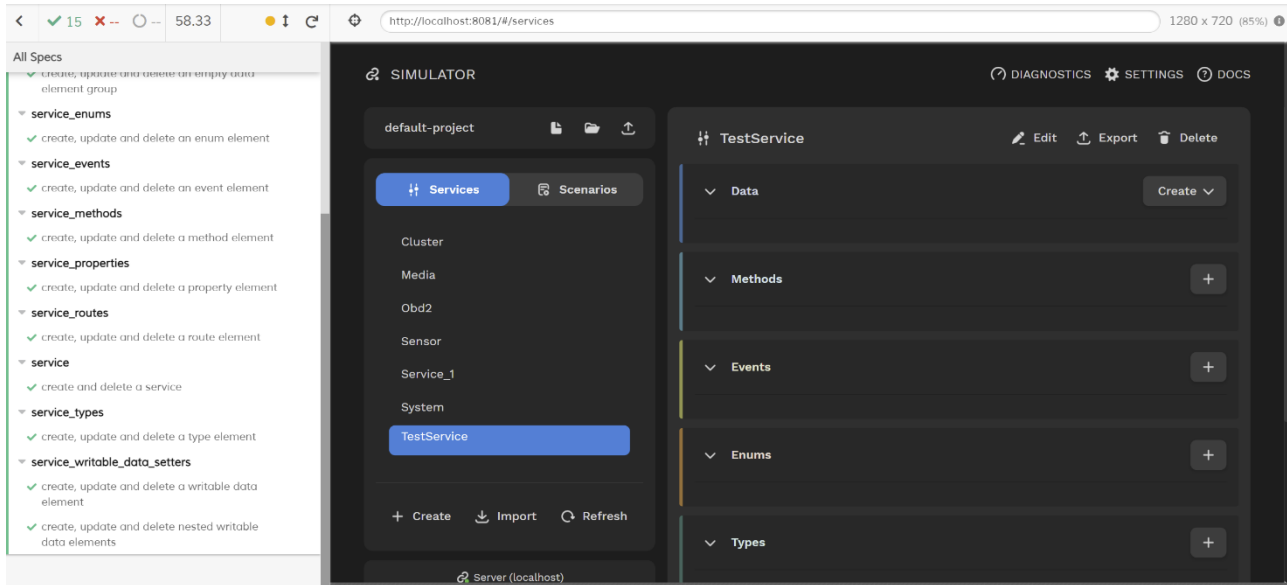 15 -- -- 58.33
http://localhost:8081/#/services
1280 x 720 (85%)
All Specs
create, update and delete an empty data
element group
service_enums
create, update and delete an enum element
service_events
create, update and delete an event element
service_methods
create, update and delete a method element
service_properties
create, update and delete a property element
service_routes
create, update and delete a route element
service
create and delete a service
service_types
create, update and delete a type element
service_writable_data_setters
create, update and delete a writable data
element
create, update and delete nested writable
data elements
SIMULATOR
DIAGNOSTICS SETTINGS DOCS
default-project
Services Scenarios
Cluster
Media
Obd2
Sensor
Service_1
System
TestService
+ Create Import Refresh
Server (localhost)
TestService
Edit Export Delete
Data
Create
Methods
+
Events
+
Enums
+
Types
+